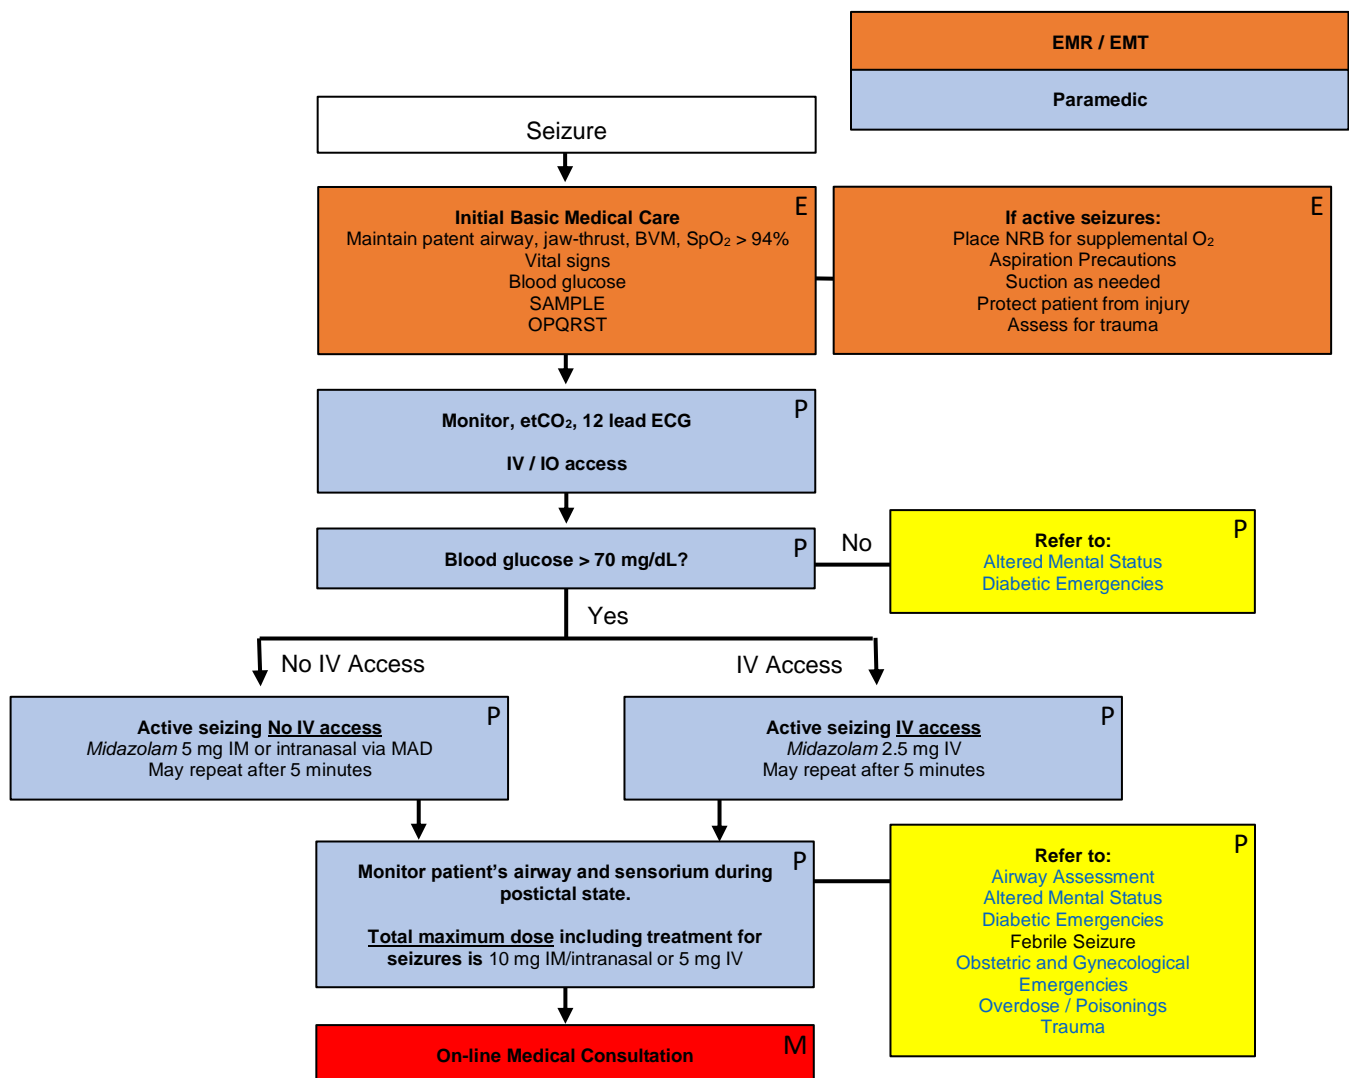 EMR / EMT
Paramedic
Seizure
E
Initial Basic Medical Care
Maintain patent airway, jaw-thrust, BVM, SpO₂ > 94%
Vital signs
Blood glucose
SAMPLE
OPQRST
E
If active seizures:
Place NRB for supplemental O₂
Aspiration Precautions
Suction as needed
Protect patient from injury
Assess for trauma
P
Monitor, etCO₂, 12 lead ECG
IV / IO access
P
Blood glucose > 70 mg/dL?
No
P
Refer to:
Altered Mental Status
Diabetic Emergencies
Yes
No IV Access
IV Access
P
Active seizing No IV access
Midazolam 5 mg IM or intranasal via MAD
May repeat after 5 minutes
P
Active seizing IV access
Midazolam 2.5 mg IV
May repeat after 5 minutes
P
Monitor patient’s airway and sensorium during
postictal state.
Total maximum dose including treatment for
seizures is 10 mg IM/intranasal or 5 mg IV
P
Refer to:
Airway Assessment
Altered Mental Status
Diabetic Emergencies
Febrile Seizure
Obstetric and Gynecological
Emergencies
Overdose / Poisonings
Trauma
M
On-line Medical Consultation